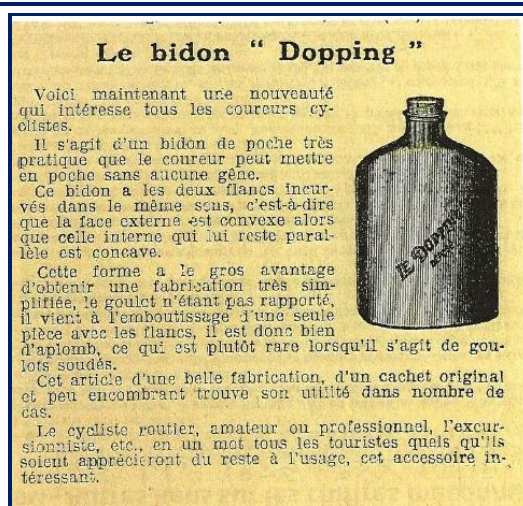 Le bidon “ Dopping ”
Voici maintenant une nouveauté
qui intéresse tous les coureurs cy-
clistes.
Il s'agit d'un bidon de poche très
pratique que le coureur peut mettre
en poche sans aucune gêne.
Ce bidon a les deux flancs incur-
vés dans le même sens, c'est-à-dire
que la face externe est convexe alors
que celle interne qui lui reste paral-
lèle est concave.
Cette forme a le gros avantage
d'obtenir une fabrication très sim-
plifiée, le goulot n'étant pas rapporté,
il vient à l'emboutissage d'une seule
pièce avec les flancs, il est donc bien
d'aplomb, ce qui est plutôt rare lorsqu'il s'agit de gou-
lots soudés.
Cet article d'une belle fabrication, d'un cachet original
et peu encombrant trouve son utilité dans nombre de
cas.
Le cycliste routier, amateur ou professionnel, l'excur-
sionniste, etc., en un mot tous les touristes quels qu'ils
soient apprécieront du reste à l'usage, cet accessoire in-
téressant.
LE DOPPING